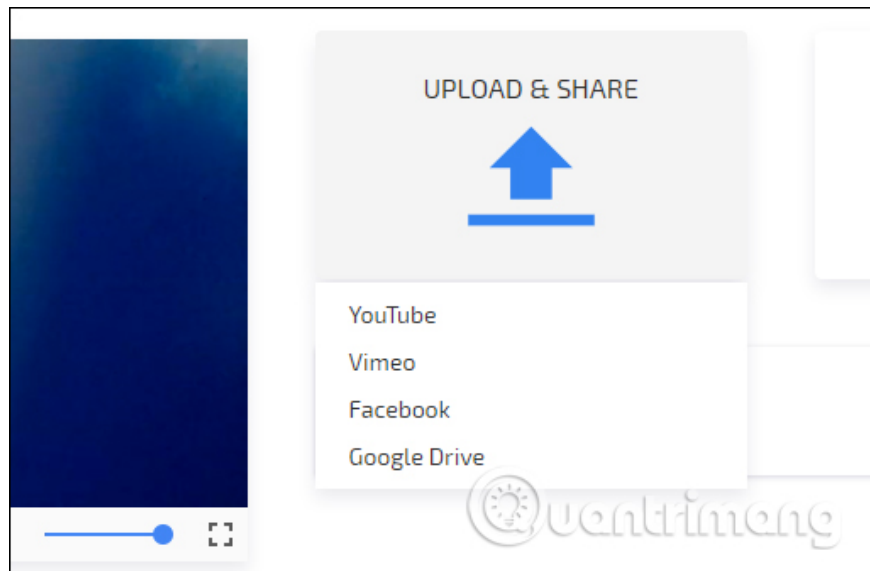 UPLOAD & SHARE
YouTube
Vimeo
Facebook
Google Drive
Quantrimang